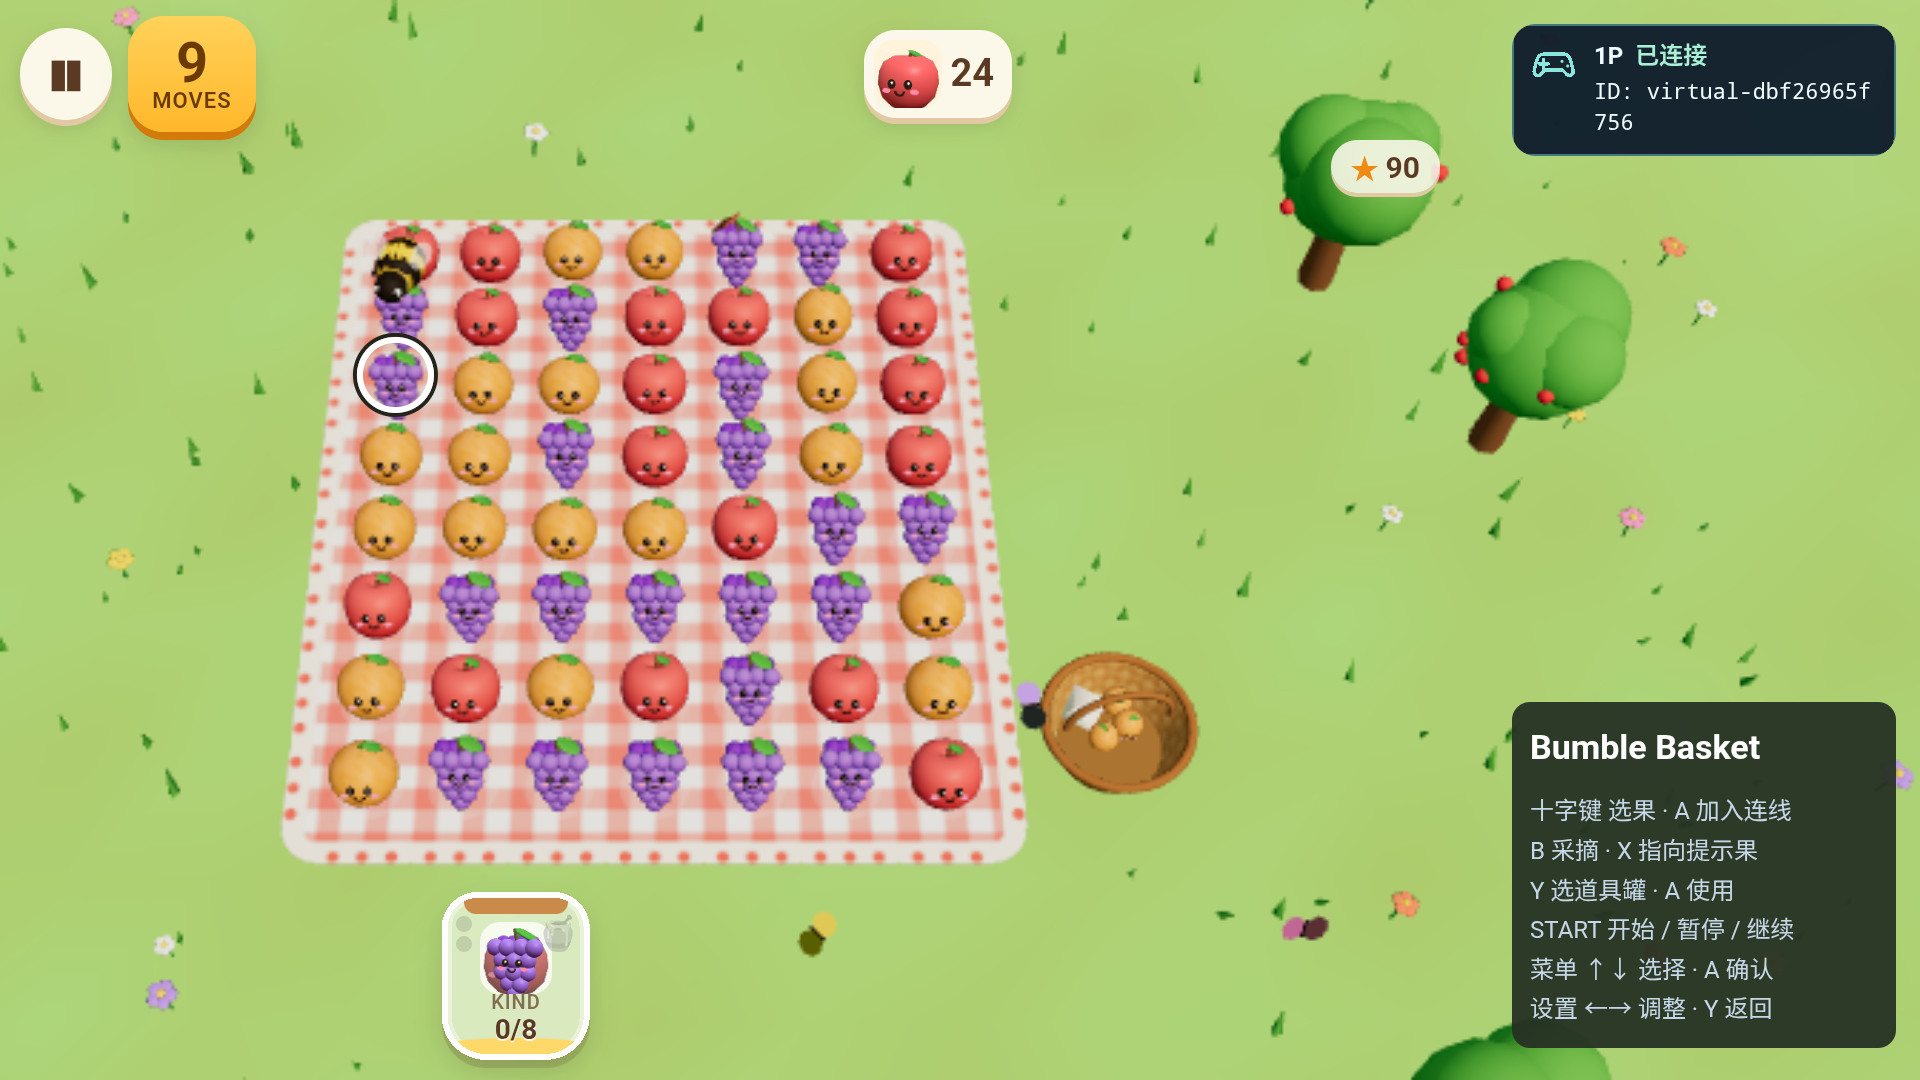 9
MOVES
24
1P 已连接
ID: virtual-dbf26965f
756
90
KIND
0/8
Bumble Basket
十字键 选果 · A 加入连线
B 采摘 · X 指向提示果
Y 选道具罐 · A 使用
START 开始 / 暂停 / 继续
菜单 ↑↓ 选择 · A 确认
设置 ←→ 调整 · Y 返回